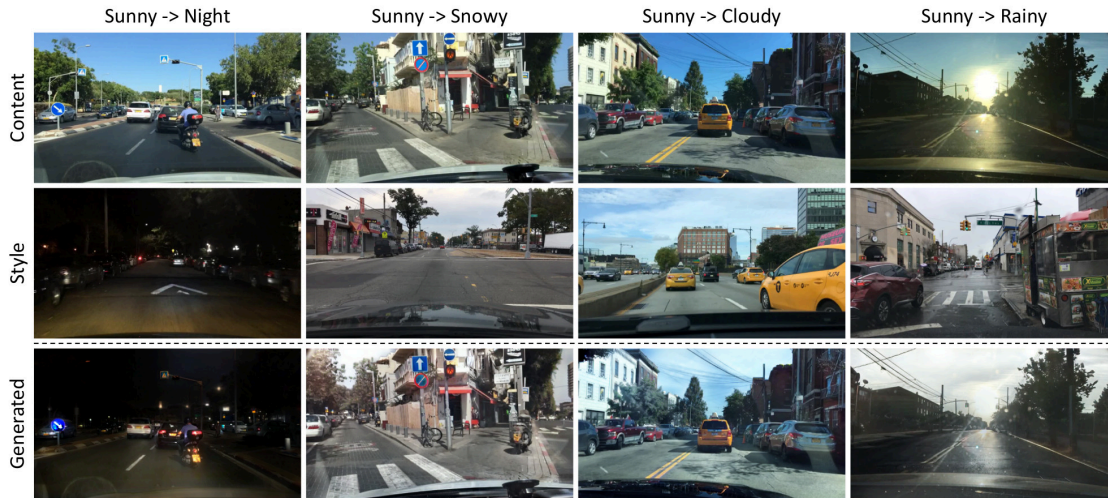 Sunny -> Night
Sunny -> Snowy
Sunny -> Cloudy
Sunny -> Rainy
Content
Style
Generated